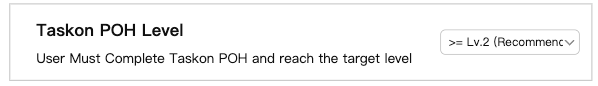 Taskon POH Level
User Must Complete Taskon POH and reach the target level
>= Lv.2 (Recommenc